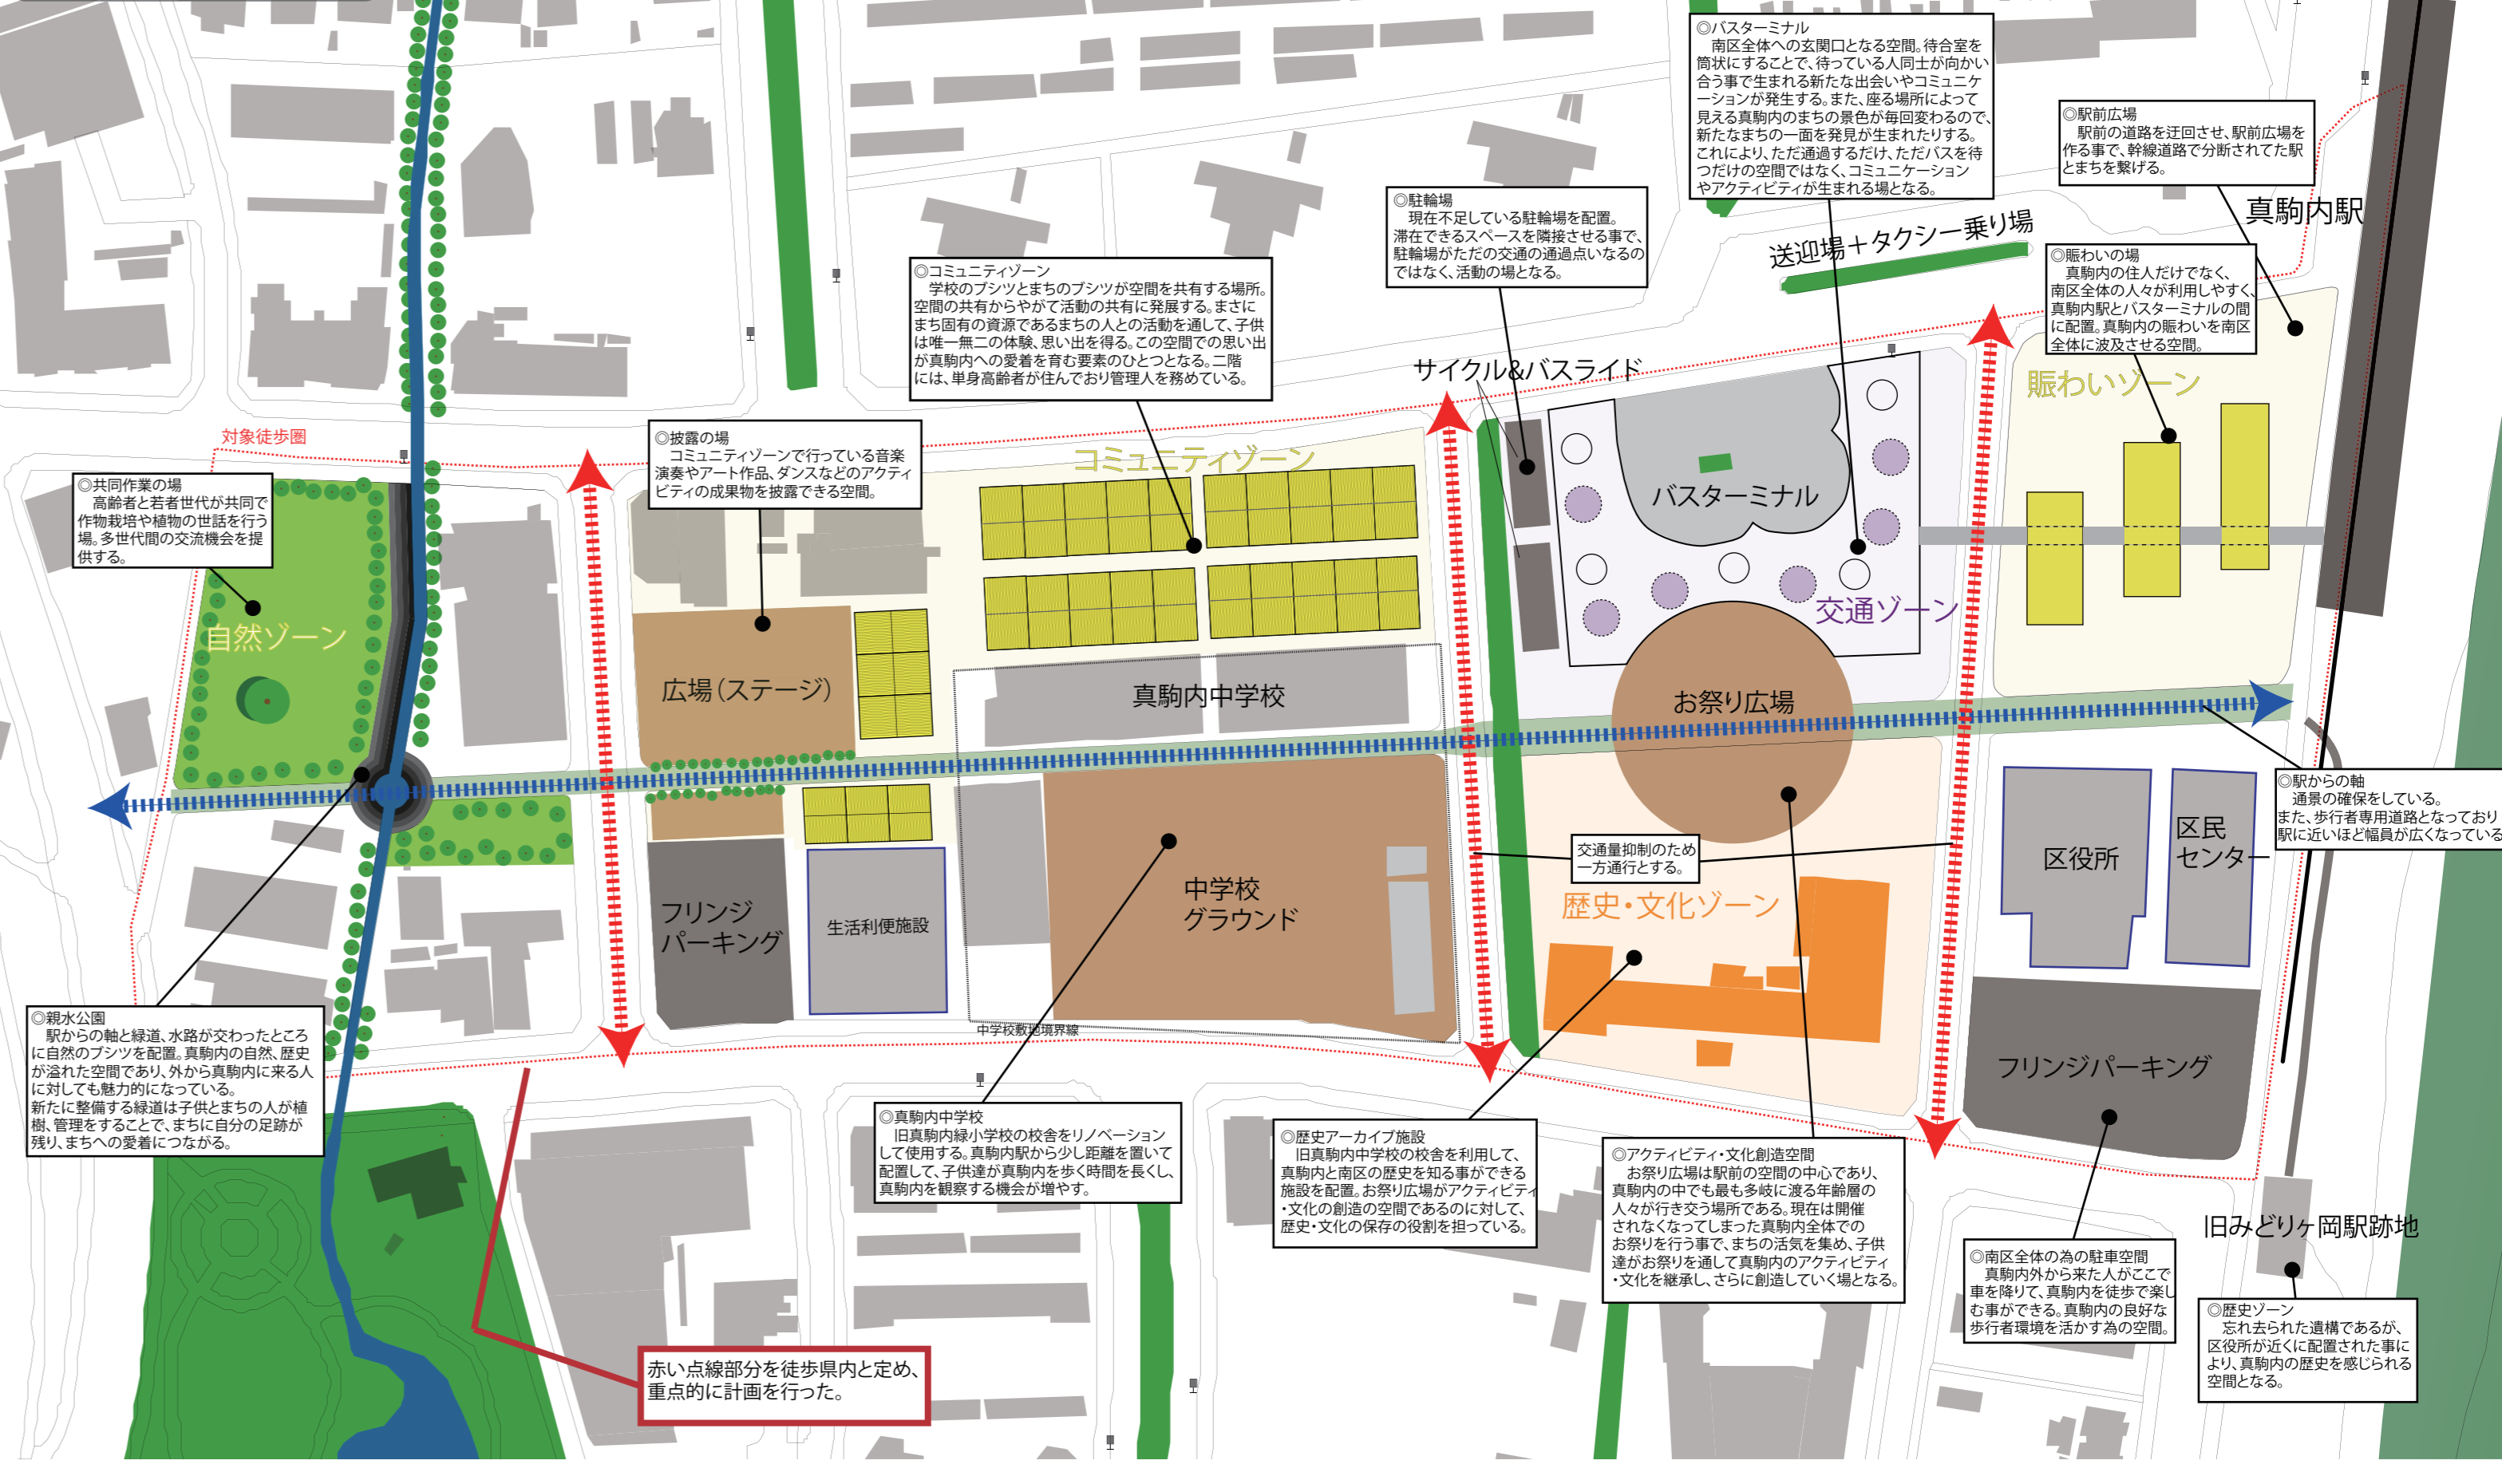 ◎バスターミナル
　南区全体への玄関口となる空間。待合室を
筒状にすることで、待っている人同士が向かい
合う事で生まれる新たな出会いやコミュニケ
ーションが発生する。また、座る場所によって
見える真駒内のまちの景色が毎回変わるので、
新たなまちの一面を発見が生まれたりする。
これにより、ただ通過するだけ、ただバスを待
つだけの空間ではなく、コミュニケーション
やアクティビティが生まれる場となる。
◎駅前広場
　駅前の道路を迂回させ、駅前広場を
作る事で、幹線道路で分断されてた駅
とまちを繋げる。
真駒内駅
◎駐輪場
　現在不足している駐輪場を配置。
滞在できるスペースを隣接させる事で、
駐輪場がただの交通の通過点いなるの
ではなく、活動の場となる。
送迎場＋タクシー乗り場
◎賑わいの場
　真駒内の住人だけでなく、
南区全体の人々が利用しやすく、
真駒内駅とバスターミナルの間
に配置。真駒内の賑わいを南区
全体に波及させる空間。
◎コミュニティゾーン
　学校のブシツとまちのブシツが空間を共有する場所。
空間の共有からやがて活動の共有に発展する。まさに
まち固有の資源であるまちの人との活動を通して、子供
は唯一無二の体験、思い出を得る。この空間での思い出
が真駒内への愛着を育む要素のひとつとなる。二階
には、単身高齢者が住んでおり管理人を務めている。
サイクル&バスライド
賑わいゾーン
対象徒歩圏
◎披露の場
　コミュニティゾーンで行っている音楽
演奏やアート作品、ダンスなどのアクティ
ビティの成果物を披露できる空間。
コミュニティゾーン
◎共同作業の場
　高齢者と若者世代が共同で
作物栽培や植物の世話を行う
場。多世代間の交流機会を提
供する。
バスターミナル
自然ゾーン
交通ゾーン
広場（ステージ）
真駒内中学校
お祭り広場
◎駅からの軸
　通景の確保をしている。
また、歩行者専用道路となっており
駅に近いほど幅員が広くなっている
交通量抑制のため
一方通行とする。
区役所
区民
センター
中学校
グラウンド
歴史・文化ゾーン
フリンジ
パーキング
生活利便施設
中学校敷地境界線
フリンジパーキング
◎親水公園
　駅からの軸と緑道、水路が交わったところ
に自然のブシツを配置。真駒内の自然、歴史
が溢れた空間であり、外から真駒内に来る人
に対しても魅力的になっている。
新たに整備する緑道は子供とまちの人が植
樹、管理をすることで、まちに自分の足跡が
残り、まちへの愛着につながる。
◎真駒内中学校
　旧真駒内緑小学校の校舎をリノベーション
して使用する。真駒内駅から少し距離を置いて
配置して、子供達が真駒内を歩く時間を長くし、
真駒内を観察する機会が増やす。
◎歴史アーカイブ施設
　旧真駒内中学校の校舎を利用して、
真駒内と南区の歴史を知る事ができる
施設を配置。お祭り広場がアクティビティ
・文化の創造の空間であるのに対して、
歴史・文化の保存の役割を担っている。
◎アクティビティ・文化創造空間
　お祭り広場は駅前の空間の中心であり、
真駒内の中でも最も多岐に渡る年齢層の
人々が行き交う場所である。現在は開催
されなくなってしまった真駒内全体での
お祭りを行う事で、まちの活気を集め、子供
達がお祭りを通して真駒内のアクティビティ
・文化を継承し、さらに創造していく場となる。
旧みどりヶ岡駅跡地
◎南区全体の為の駐車空間
　真駒内外から来た人がここで
車を降りて、真駒内を徒歩で楽し
む事ができる。真駒内の良好な
歩行者環境を活かす為の空間。
◎歴史ゾーン
　忘れ去られた遺構であるが、
区役所が近くに配置された事に
より、真駒内の歴史を感じられる
空間となる。
赤い点線部分を徒歩県内と定め、
重点的に計画を行った。